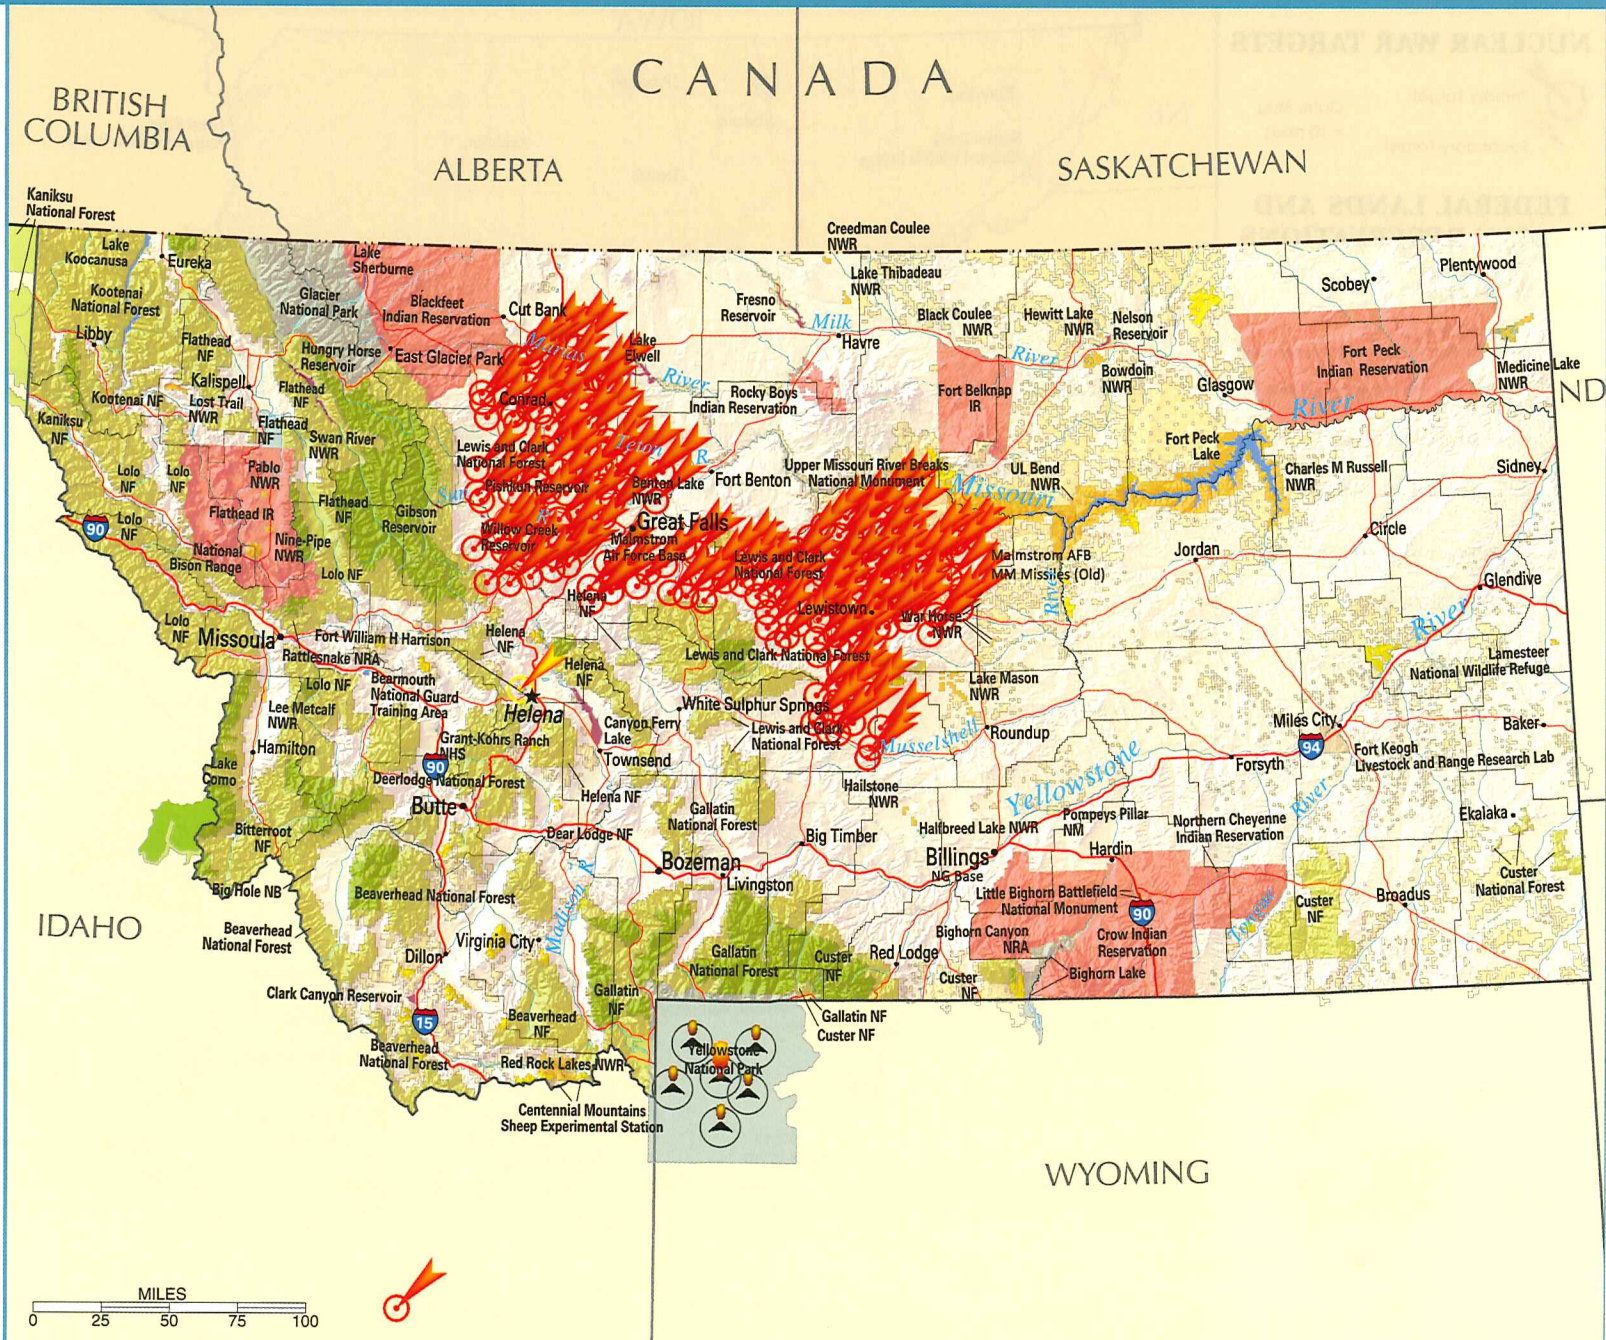 CANADA
BRITISH
COLUMBIA
ALBERTA
SASKATCHEWAN
Kaniksu
National Forest
Creedman Coulee
NWR
Lake
Koocanusa
Eureka
Lake
Sherburne
Lake Thibadeau
NWR
Scobey
Plentywood
Kootenai
National Forest
Glacier
National Park
Blackfeet
Indian Reservation
Cut Bank
Fresno
Reservoir
Milk
Black Coulee
NWR
Hewitt Lake
NWR
Nelson
Reservoir
Libby
Flathead
NF
Hungry Horse
Reservoir
East Glacier Park
Marias
Lake
Elwell
Havre
River
Fort Peck
Indian Reservation
Medicine Lake
NWR
ND
Kalispell
Flathead
NF
River
Bowdoin
NWR
Glasgow
Kootenai NF
Lost Trail
NWR
Conrad
Rocky Boys
Indian Reservation
Fort Belknap
IR
River
Kaniksu
NF
Flathead
NF
Swan River
NWR
Lewis and Clark
National Forest
Teton
R.
Fort Peck
Lake
Lolo
NF
Lolo
NF
Pablo
NWR
Pishkun Reservoir
Benton Lake
NWR
Fort Benton
Upper Missouri River Breaks
National Monument
UL Bend
NWR
Missouri
Charles M Russell
NWR
Sidney
Flathead IR
Flathead
NF
Gibson
Reservoir
Sun
R
90
Lolo
NF
Nine-Pipe
NWR
Willow Creek
Reservoir
Great Falls
Malmstrom
Air Force Base
Circle
National
Bison Range
Lolo NF
Lewis and Clark
National Forest
Malmstrom AFB
MM Missiles (Old)
River
Jordan
Glendive
Helena
NF
Lewistown
War Horse
NWR
River
Lolo
NF
Missoula
Fort William H Harrison
Helena
NF
Lewis and Clark National Forest
Rattlesnake NRA
Helena
NF
Lamesteer
National Wildlife Refuge
Lolo NF
Bearmouth
National Guard
Training Area
Lake Mason
NWR
Lee Metcalf
NWR
Helena
White Sulphur Springs
Canyon Ferry
Lake
Lewis and Clark
National Forest
Musselshell
Roundup
Miles City
Baker
Hamilton
Grant-Kohrs Ranch
NHS
90
Townsend
Yellowstone
Forsyth
94
Fort Keogh
Livestock and Range Research Lab
Lake
Como
Deerlodge National Forest
Helena NF
Hailstone
NWR
River
Butte
Gallatin
National Forest
Pompeys Pillar
NM
Northern Cheyenne
Indian Reservation
Ekalaka
Bitterroot
NF
Dear Lodge NF
Big Timber
Halfbreed Lake NWR
Bozeman
Billings
NG Base
Hardin
Big Hole NB
Beaverhead National Forest
Madison R
Livingston
Little Bighorn Battlefield
National Monument
90
Tongue
Custer
NF
Broadus
Custer
National Forest
IDAHO
Beaverhead
National Forest
Virginia City
Dillon
Gallatin
National Forest
Custer
NF
Red Lodge
Bighorn Canyon
NRA
Crow Indian
Reservation
Bighorn Lake
Custer
NF
Clark Canyon Reservoir
Gallatin
NF
15
Beaverhead
NF
Gallatin NF
Custer NF
Beaverhead
National Forest
Red Rock Lakes NWR
Yellowstone
National Park
Centennial Mountains
Sheep Experimental Station
WYOMING
MILES
0 25 50 75 100